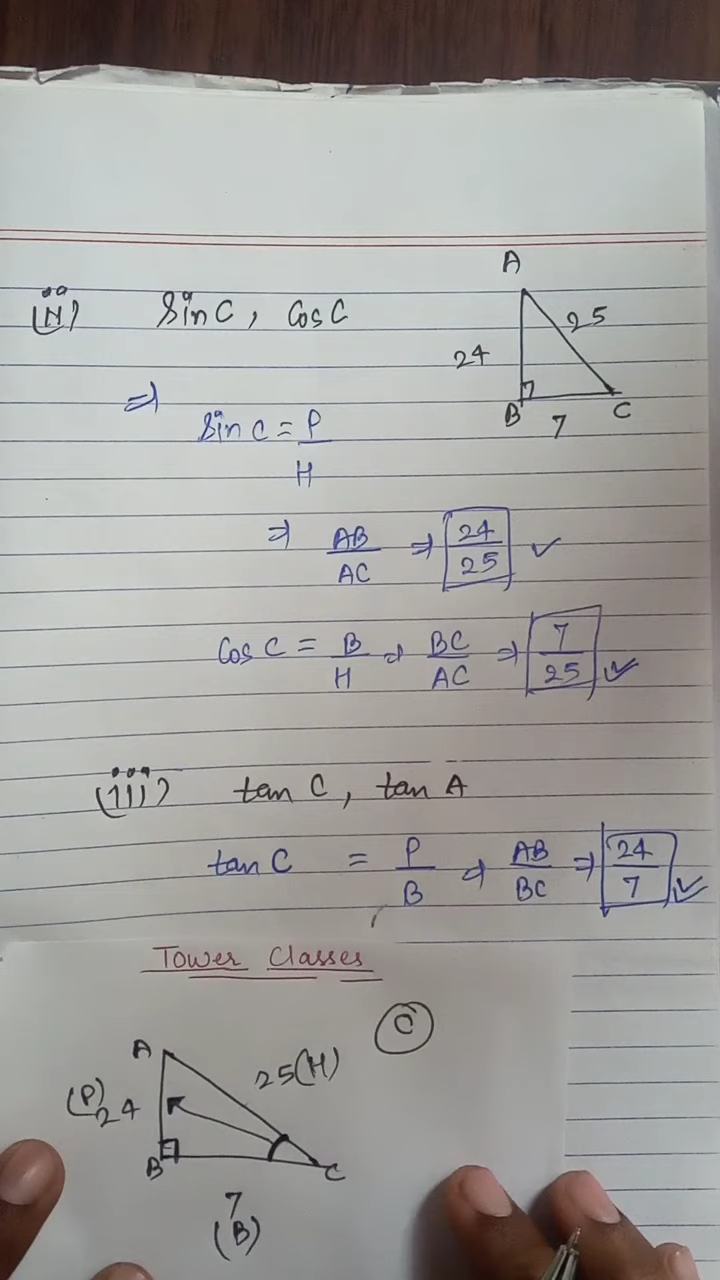 A
(ii) Sin C, Cos C
25
24
B 7 C
⇒ Sin C = P/H
⇒ AB/AC ⇒ 24/25 ✓
Cos C = B/H ⇒ BC/AC ⇒ 7/25 ✓
(iii) tan C, tan A
tan C = P/B ⇒ AB/BC ⇒ 24/7 ✓
Tower Classes
C
A
25(H)
(P) 24
B C
7
(B)